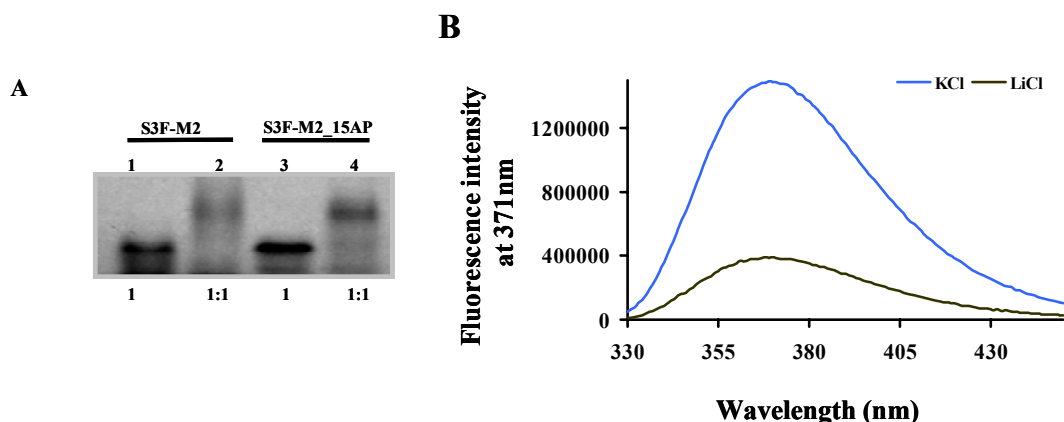 A
S3F-M2 S3F-M2_15AP
1 2 3 4
1 1:1 1 1:1
B
Fluorescence intensity
at 371nm
KCl LiCl
1200000
800000
400000
0
330 355 380 405 430
Wavelength (nm)